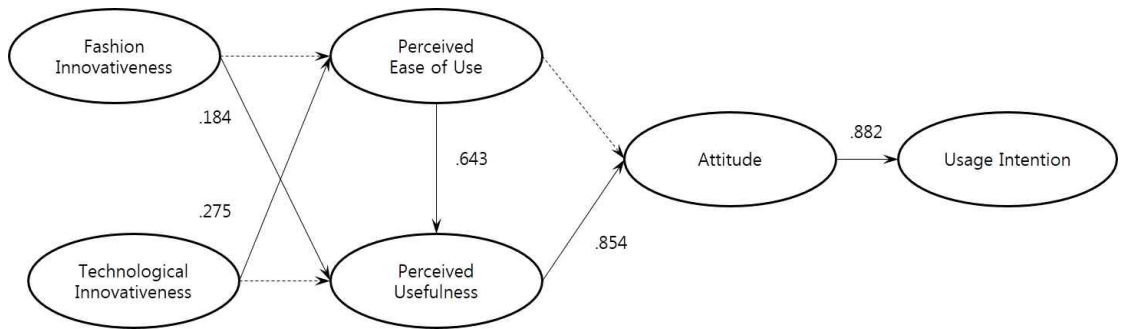 Fashion
Innovativeness
Perceived
Ease of Use
.184
.643
.882
Attitude
Usage Intention
.275
.854
Technological
Innovativeness
Perceived
Usefulness